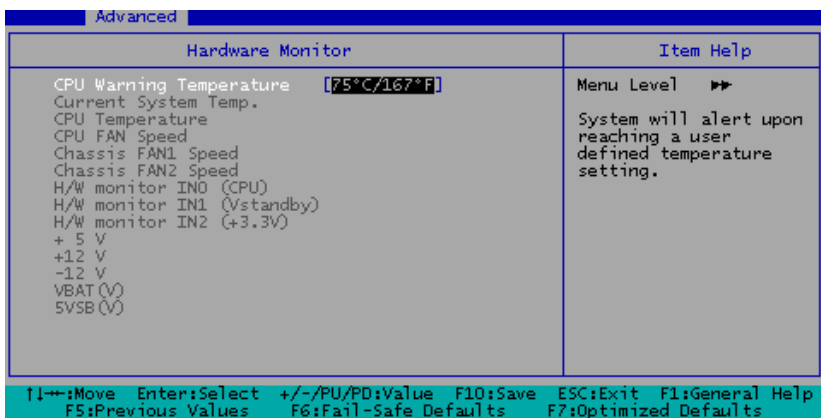 Advanced
Hardware Monitor
Item Help
CPU Warning Temperature [75°C/167°F]
Current System Temp.
CPU Temperature
CPU FAN Speed
Chassis FAN1 Speed
Chassis FAN2 Speed
H/W monitor IN0 (CPU)
H/W monitor IN1 (Vstandby)
H/W monitor IN2 (+3.3V)
+ 5 V
+12 V
-12 V
VBAT(V)
5VSB(V)
Menu Level ►►
System will alert upon
reaching a user
defined temperature
setting.
↑↓→←:Move Enter:Select +/-/PU/PD:Value F10:Save ESC:Exit F1:General Help
F5:Previous Values F6:Fail-Safe Defaults F7:Optimized Defaults